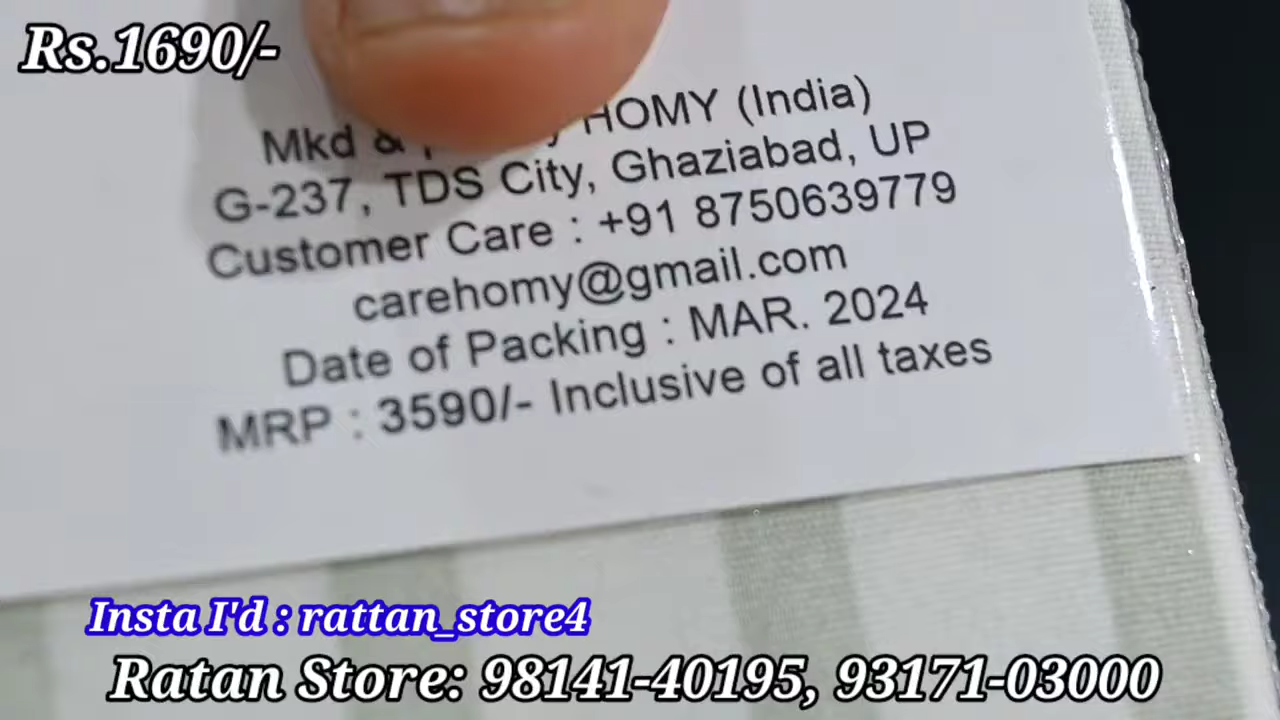 Rs.1690/-
Mkd & HOMY (India)
G-237, TDS City, Ghaziabad, UP
Customer Care : +91 8750639779
carehomy@gmail.com
Date of Packing : MAR. 2024
MRP : 3590/- Inclusive of all taxes
Insta I'd : rattan_store4
Ratan Store: 98141-40195, 93171-03000